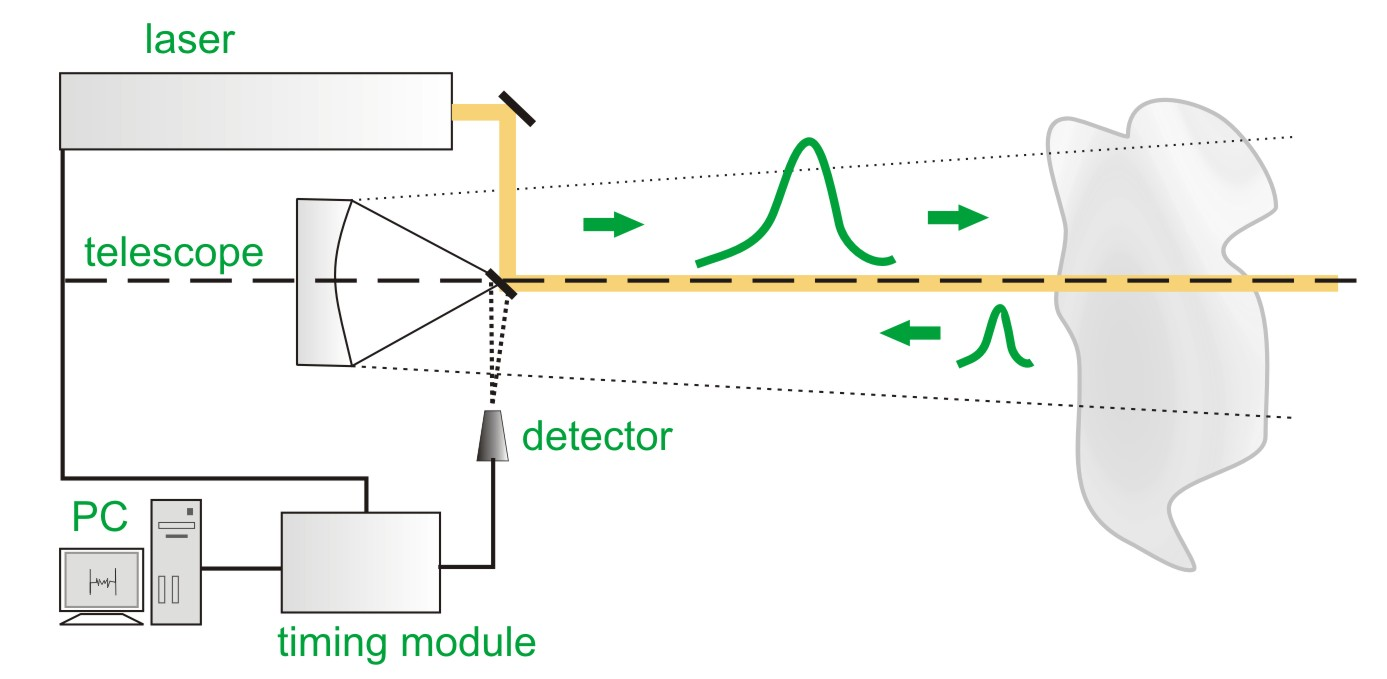 laser
telescope
detector
PC
timing module